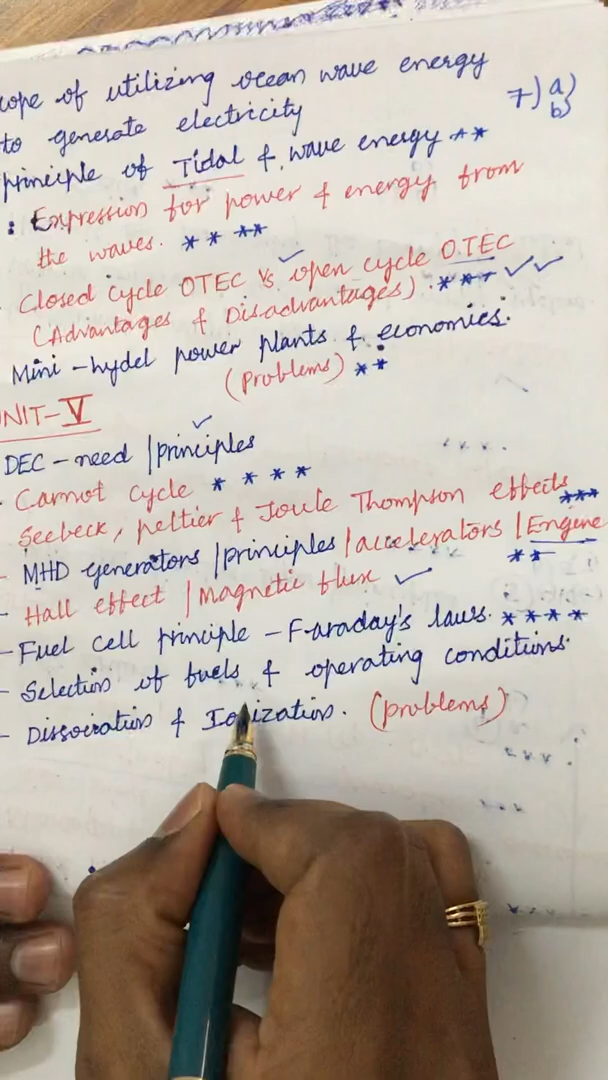 cope of utilizing ocean wave energy
to generate electricity 7) a)
b)
principle of Tidal & wave energy **
: Expression for power & energy from
the waves. ** **
Closed cycle OTEC Vs open cycle OTEC
(Advantages & Disadvantages). *** ✓✓
Mini-hydel power plants & economics.
(Problems) **
UNIT-V
DEC - need / principles
- Carnot cycle * * * *
Seebeck, peltier & Joule Thompson effects ***
- MHD generators / principles / accelerators / Engine
**
- Hall effect / Magnetic flux ✓
- Fuel cell principle - Faraday's laws. ****
- Selection of fuels & operating conditions.
- Dissociation & Ionization. (problems)